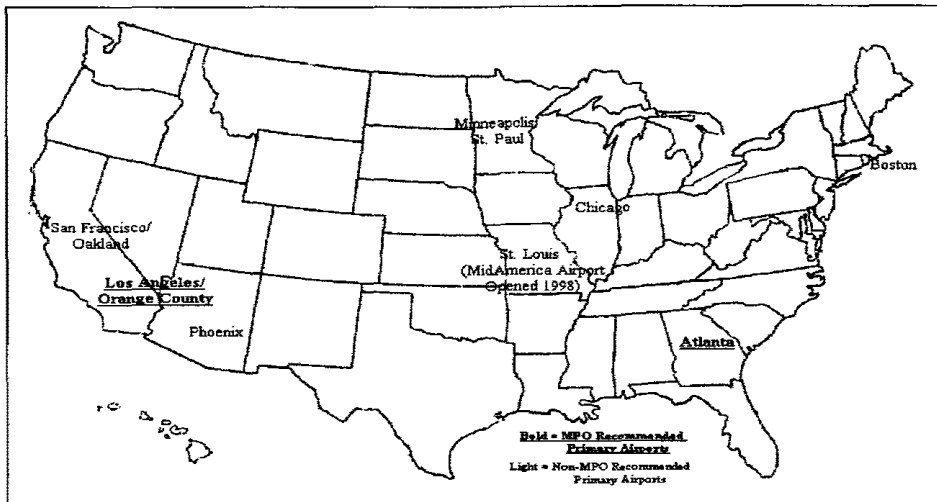 Minneapolis
St. Paul
Boston
Chicago
San Francisco/
Oakland
St. Louis
(MidAmerica Airport
Opened 1998)
Los Angeles/
Orange County
Phoenix
Atlanta
Bold = MPO Recommended
Primary Airports
Light = Non-MPO Recommended
Primary Airports